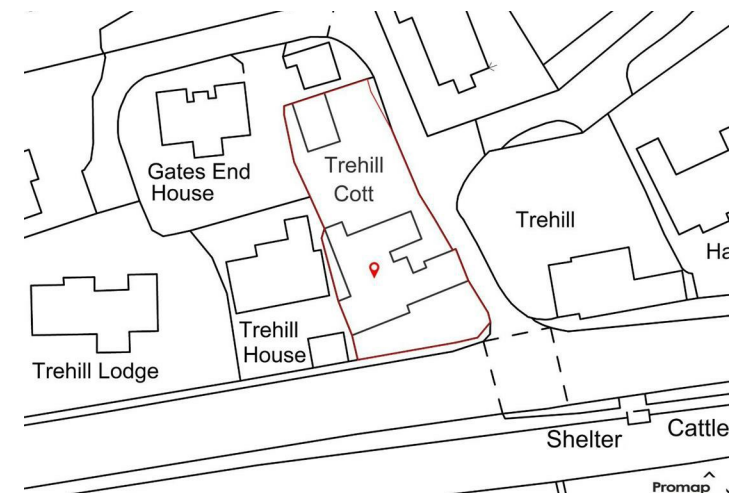 Trehill
Cott
Gates End
House
Trehill
Ha
Trehill
House
Trehill Lodge
Shelter
Cattle
Promap